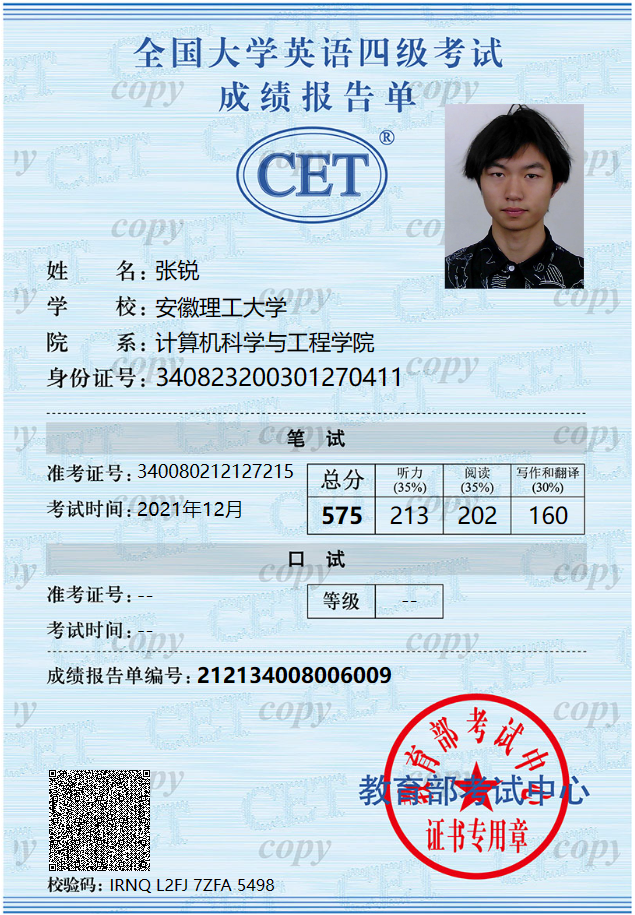 全国大学英语四级考试
成绩报告单
CET®
姓 名：张锐
学 校：安徽理工大学
院 系：计算机科学与工程学院
身份证号：340823200301270411
笔 试
准考证号：340080212127215
考试时间：2021年12月
总分 听力(35%) 阅读(35%) 写作和翻译(30%)
575 213 202 160
口 试
准考证号：--
考试时间：--
等级 --
成绩报告单编号：212134008006009
教育部考试中心
教育部考试中心
证书专用章
校验码：IRNQ L2FJ 7ZFA 5498